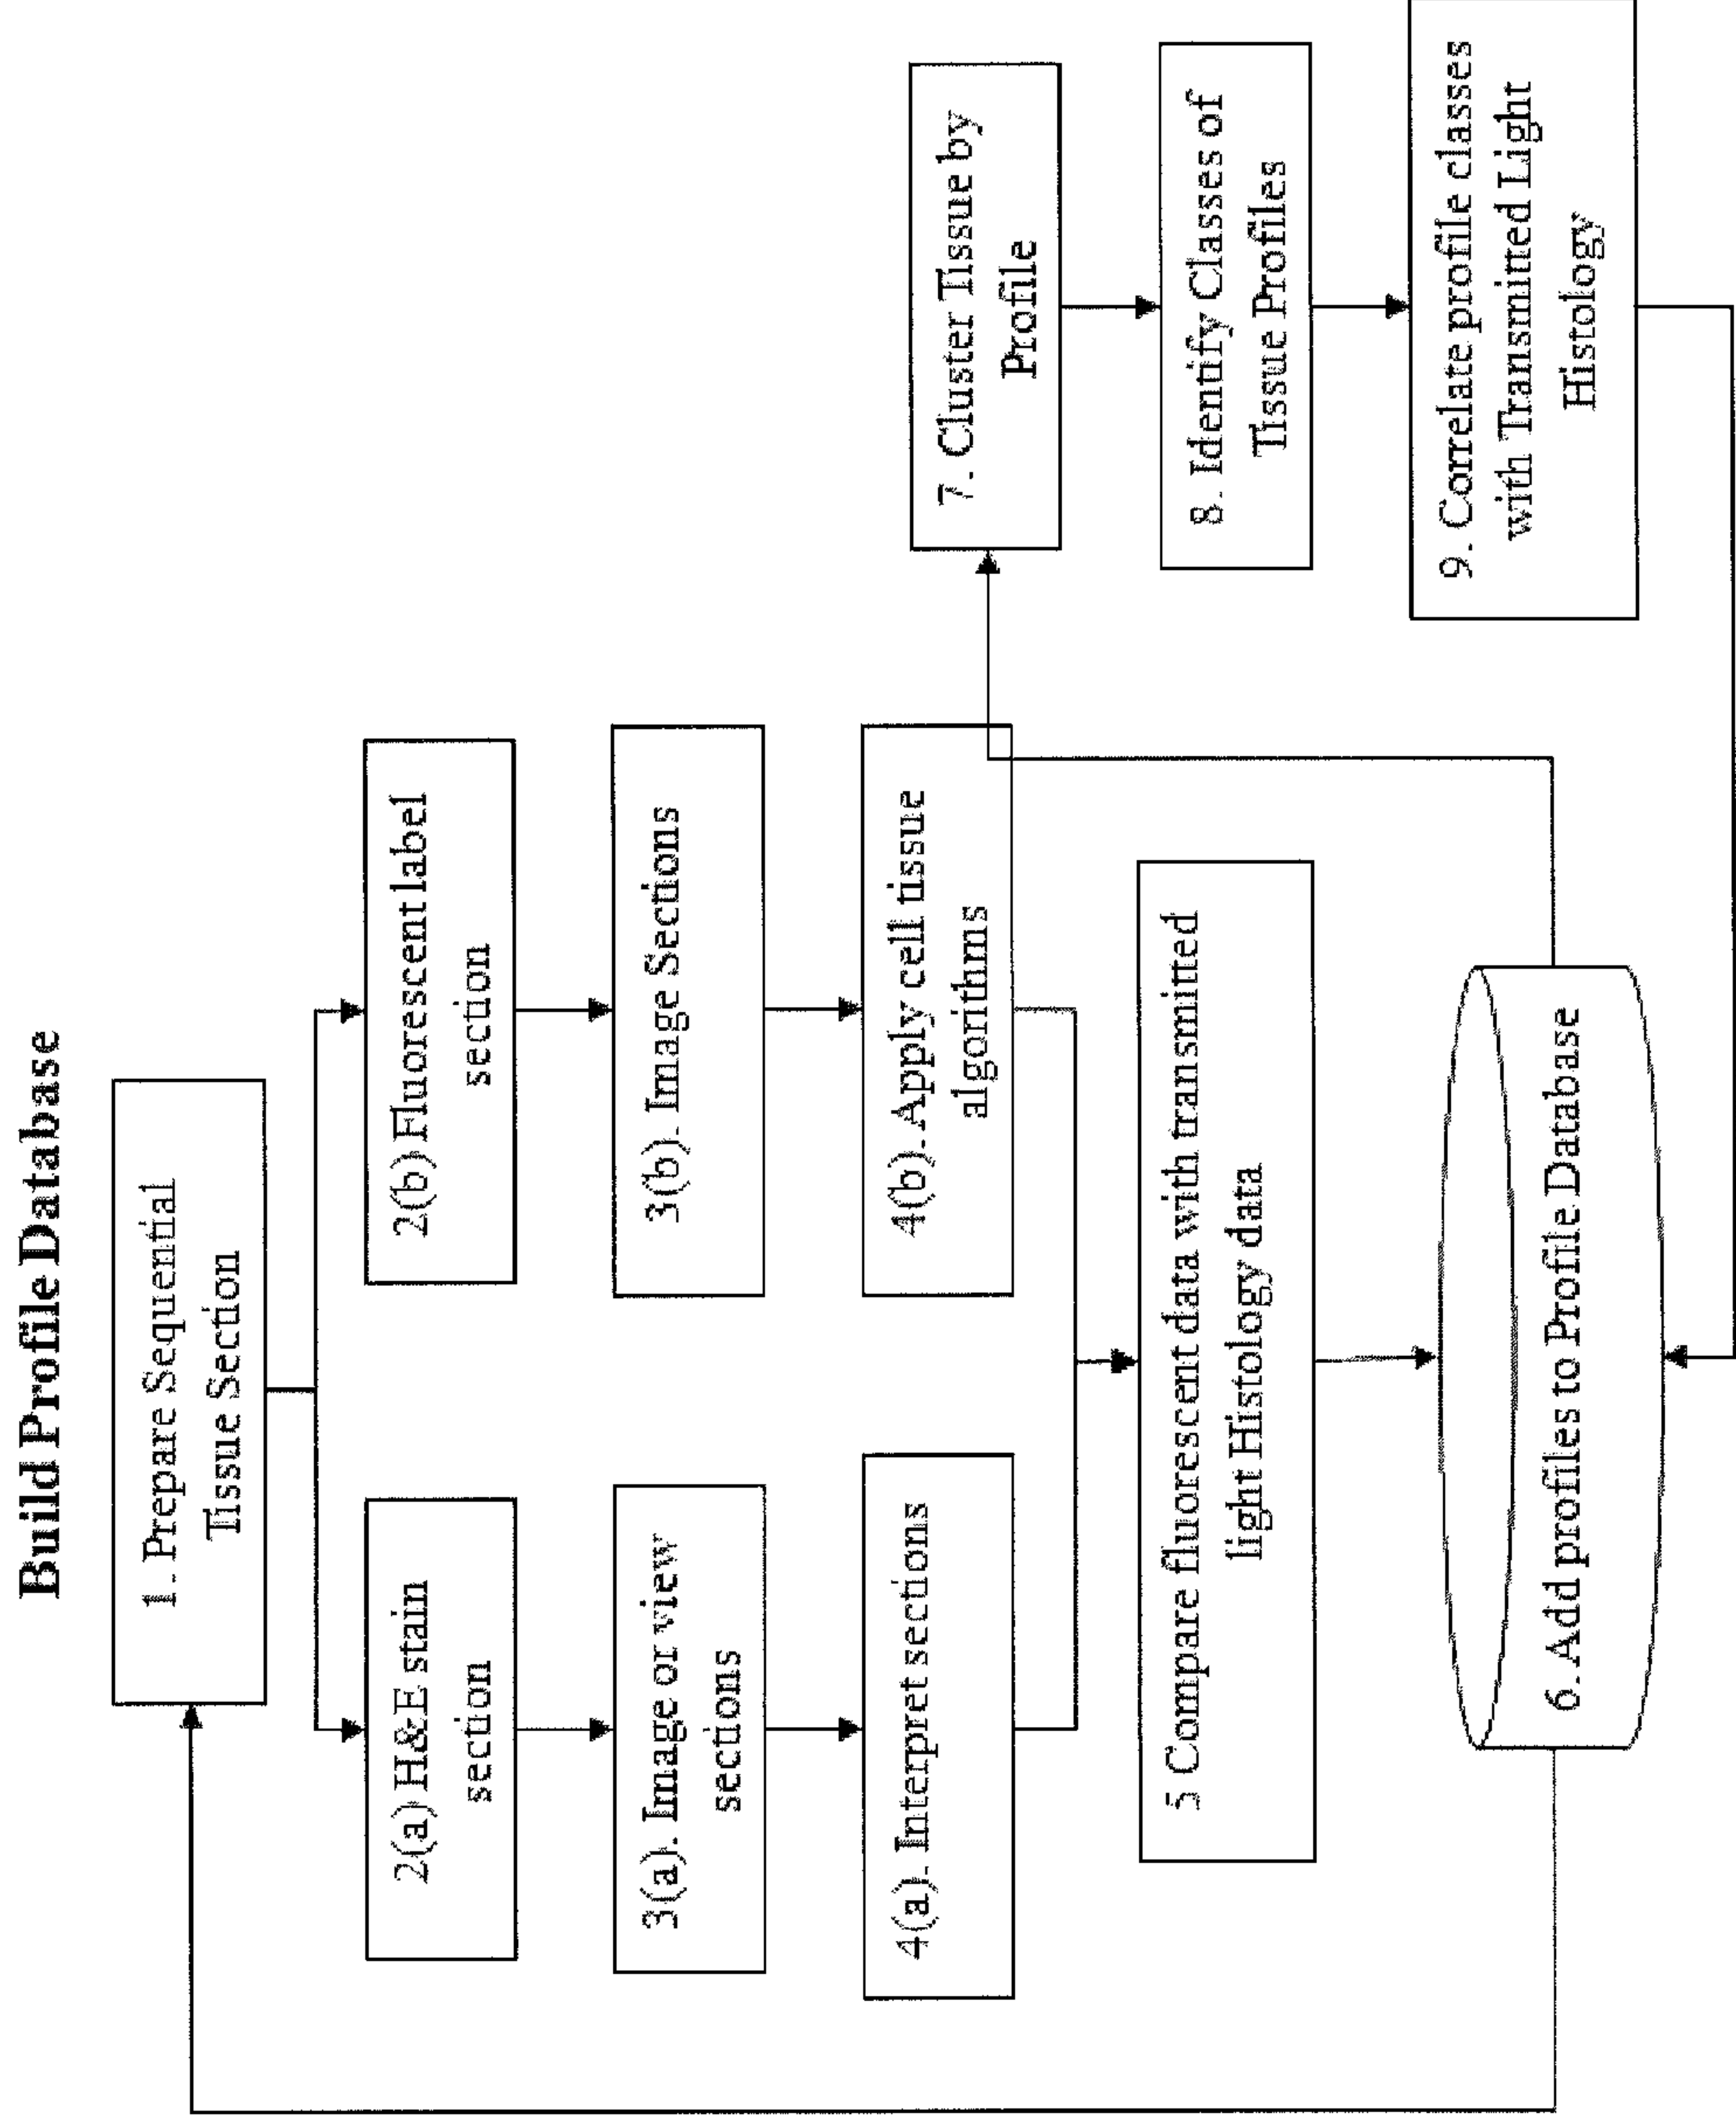 Build Profile Database
1. Prepare Sequential
Tissue Section
2(a) H&E stain
section
2(b) Fluorescent label
section
3(a). Image or view
sections
3(b). Image Sections
4(a). Interpret sections
4(b). Apply cell tissue
algorithms
5 Compare fluorescent data with transmitted
light Histology data
6. Add profiles to Profile Database
7. Cluster Tissue by
Profile
8. Identify Classes of
Tissue Profiles
9. Correlate profile classes
with Transmitted Light
Histology